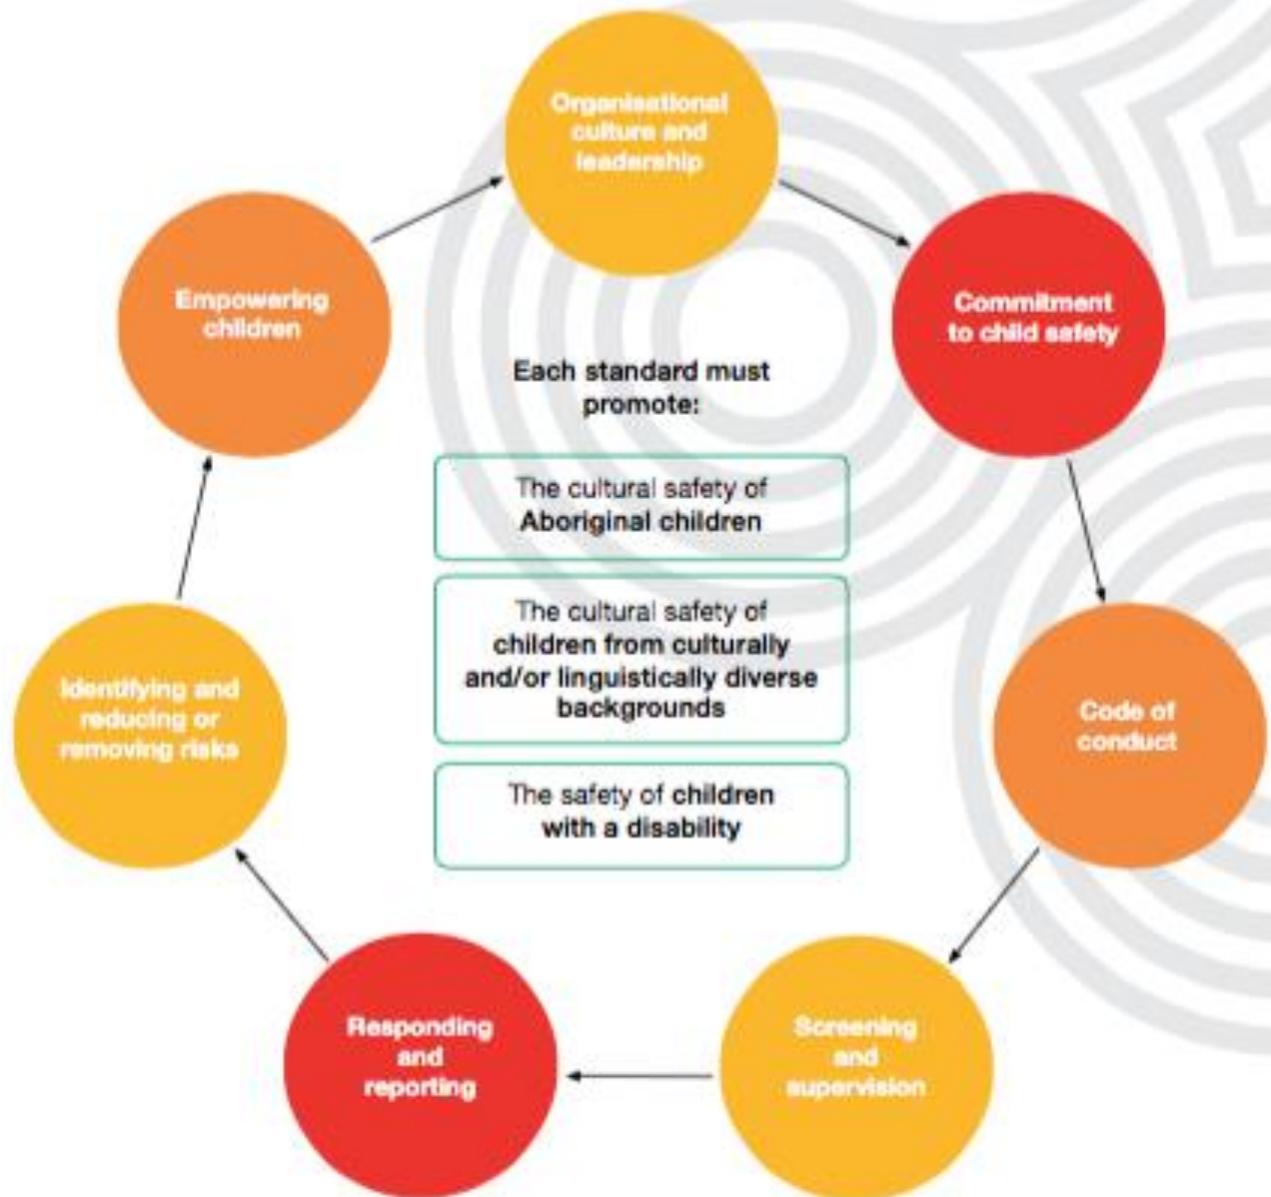 Organisational
culture and
leadership
Commitment
to child safety
Code of
conduct
Screening
and
supervision
Responding
and
reporting
Identifying and
reducing or
removing risks
Empowering
children
Each standard must
promote:
The cultural safety of
Aboriginal children
The cultural safety of
children from culturally
and/or linguistically diverse
backgrounds
The safety of children
with a disability